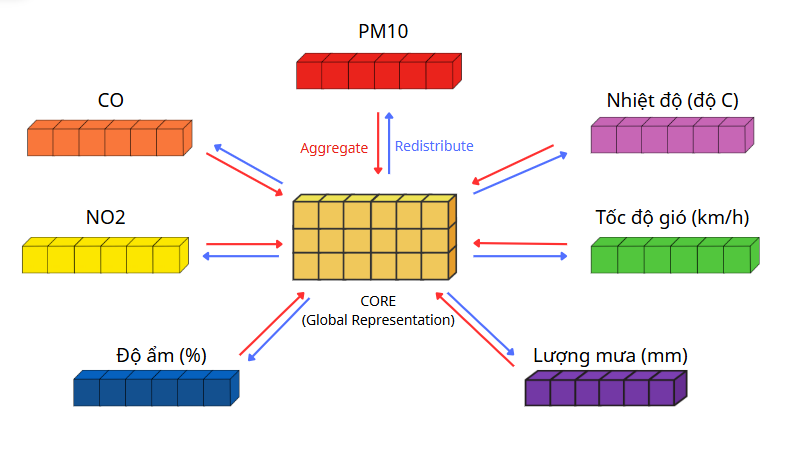 PM10
CO
Nhiệt độ (độ C)
Aggregate
Redistribute
NO2
Tốc độ gió (km/h)
CORE
(Global Representation)
Độ ẩm (%)
Lượng mưa (mm)